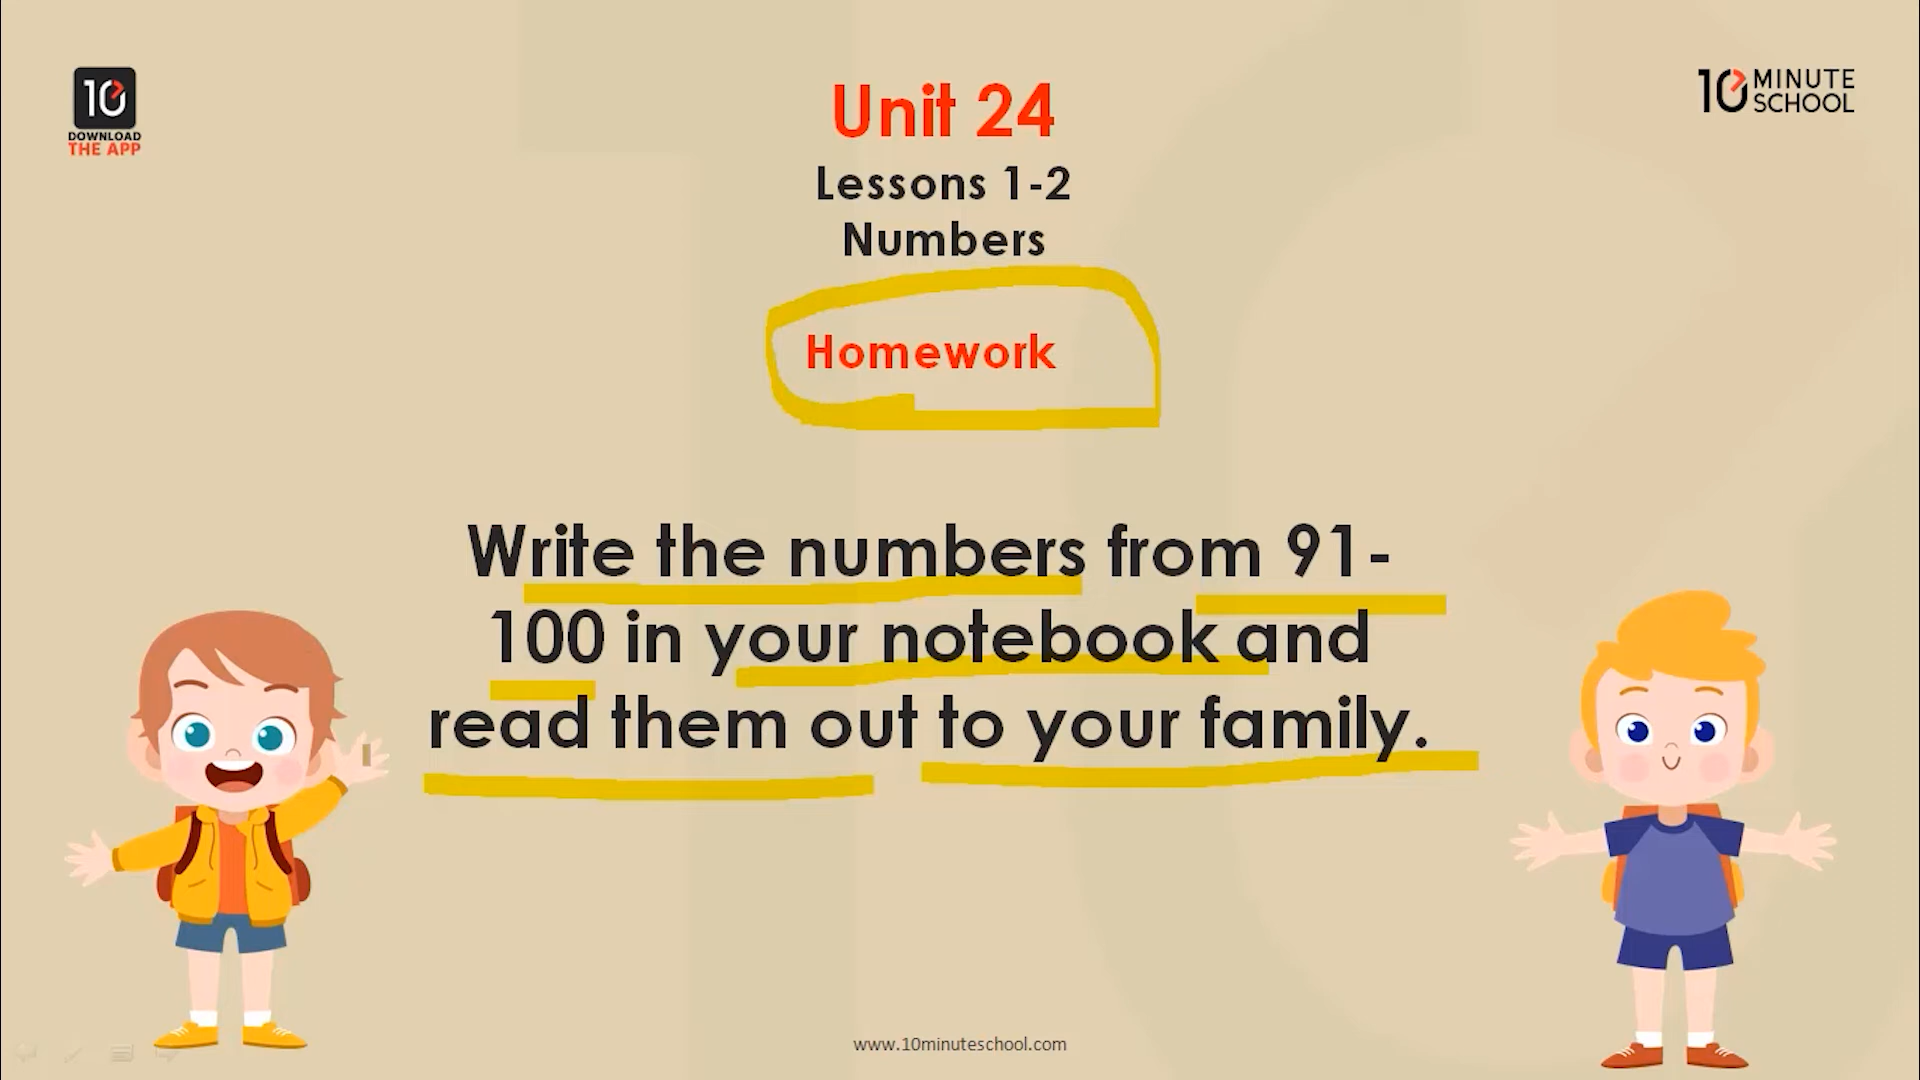 10
DOWNLOAD
THE APP
10 MINUTE
SCHOOL
Unit 24
Lessons 1-2
Numbers
Homework
Write the numbers from 91-
100 in your notebook and
read them out to your family.
www.10minuteschool.com